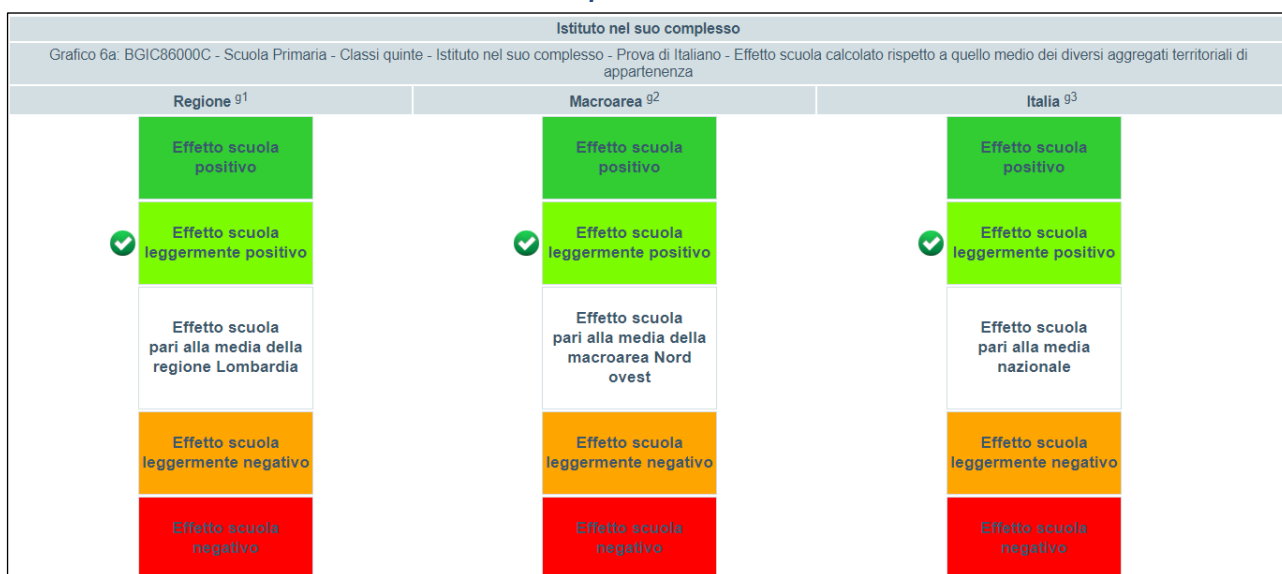 Istituto nel suo complesso
Grafico 6a: BGIC86000C - Scuola Primaria - Classi quinte - Istituto nel suo complesso - Prova di Italiano - Effetto scuola calcolato rispetto a quello medio dei diversi aggregati territoriali di
appartenenza
Regione g1
Macroarea g2
Italia g3
Effetto scuola
positivo
Effetto scuola
positivo
Effetto scuola
positivo
Effetto scuola
leggermente positivo
Effetto scuola
leggermente positivo
Effetto scuola
leggermente positivo
Effetto scuola
pari alla media della
regione Lombardia
Effetto scuola
pari alla media della
macroarea Nord
ovest
Effetto scuola
pari alla media
nazionale
Effetto scuola
leggermente negativo
Effetto scuola
leggermente negativo
Effetto scuola
leggermente negativo
Effetto scuola
negativo
Effetto scuola
negativo
Effetto scuola
negativo